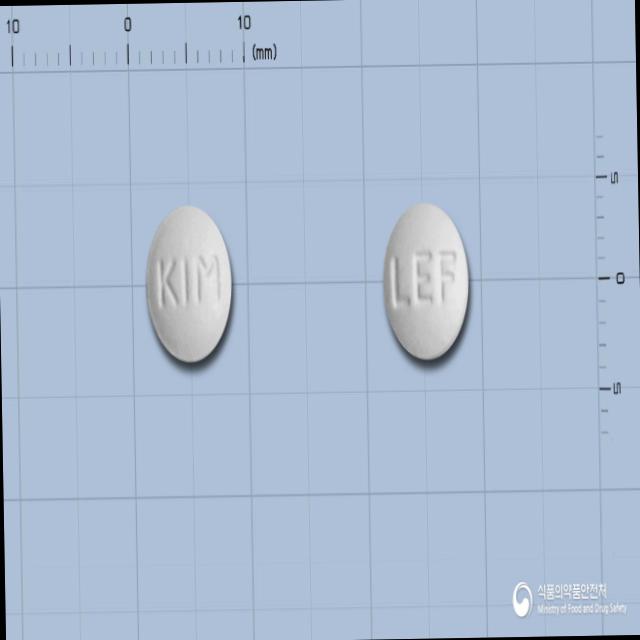 10 0 10 (mm)
5
0
5
KIM
LEF
식품의약품안전처
Ministry of Food and Drug Safety